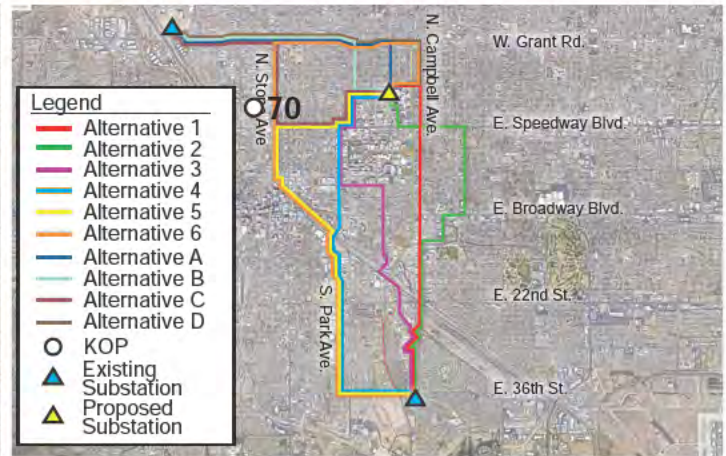 W. Grant Rd.
N. Campbell Ave.
N. Ston Ave
70
E. Speedway Blvd.
E. Broadway Blvd.
E. 22nd St.
S. Park Ave.
E. 36th St.
Legend
Alternative 1
Alternative 2
Alternative 3
Alternative 4
Alternative 5
Alternative 6
Alternative A
Alternative B
Alternative C
Alternative D
KOP
Existing
Substation
Proposed
Substation